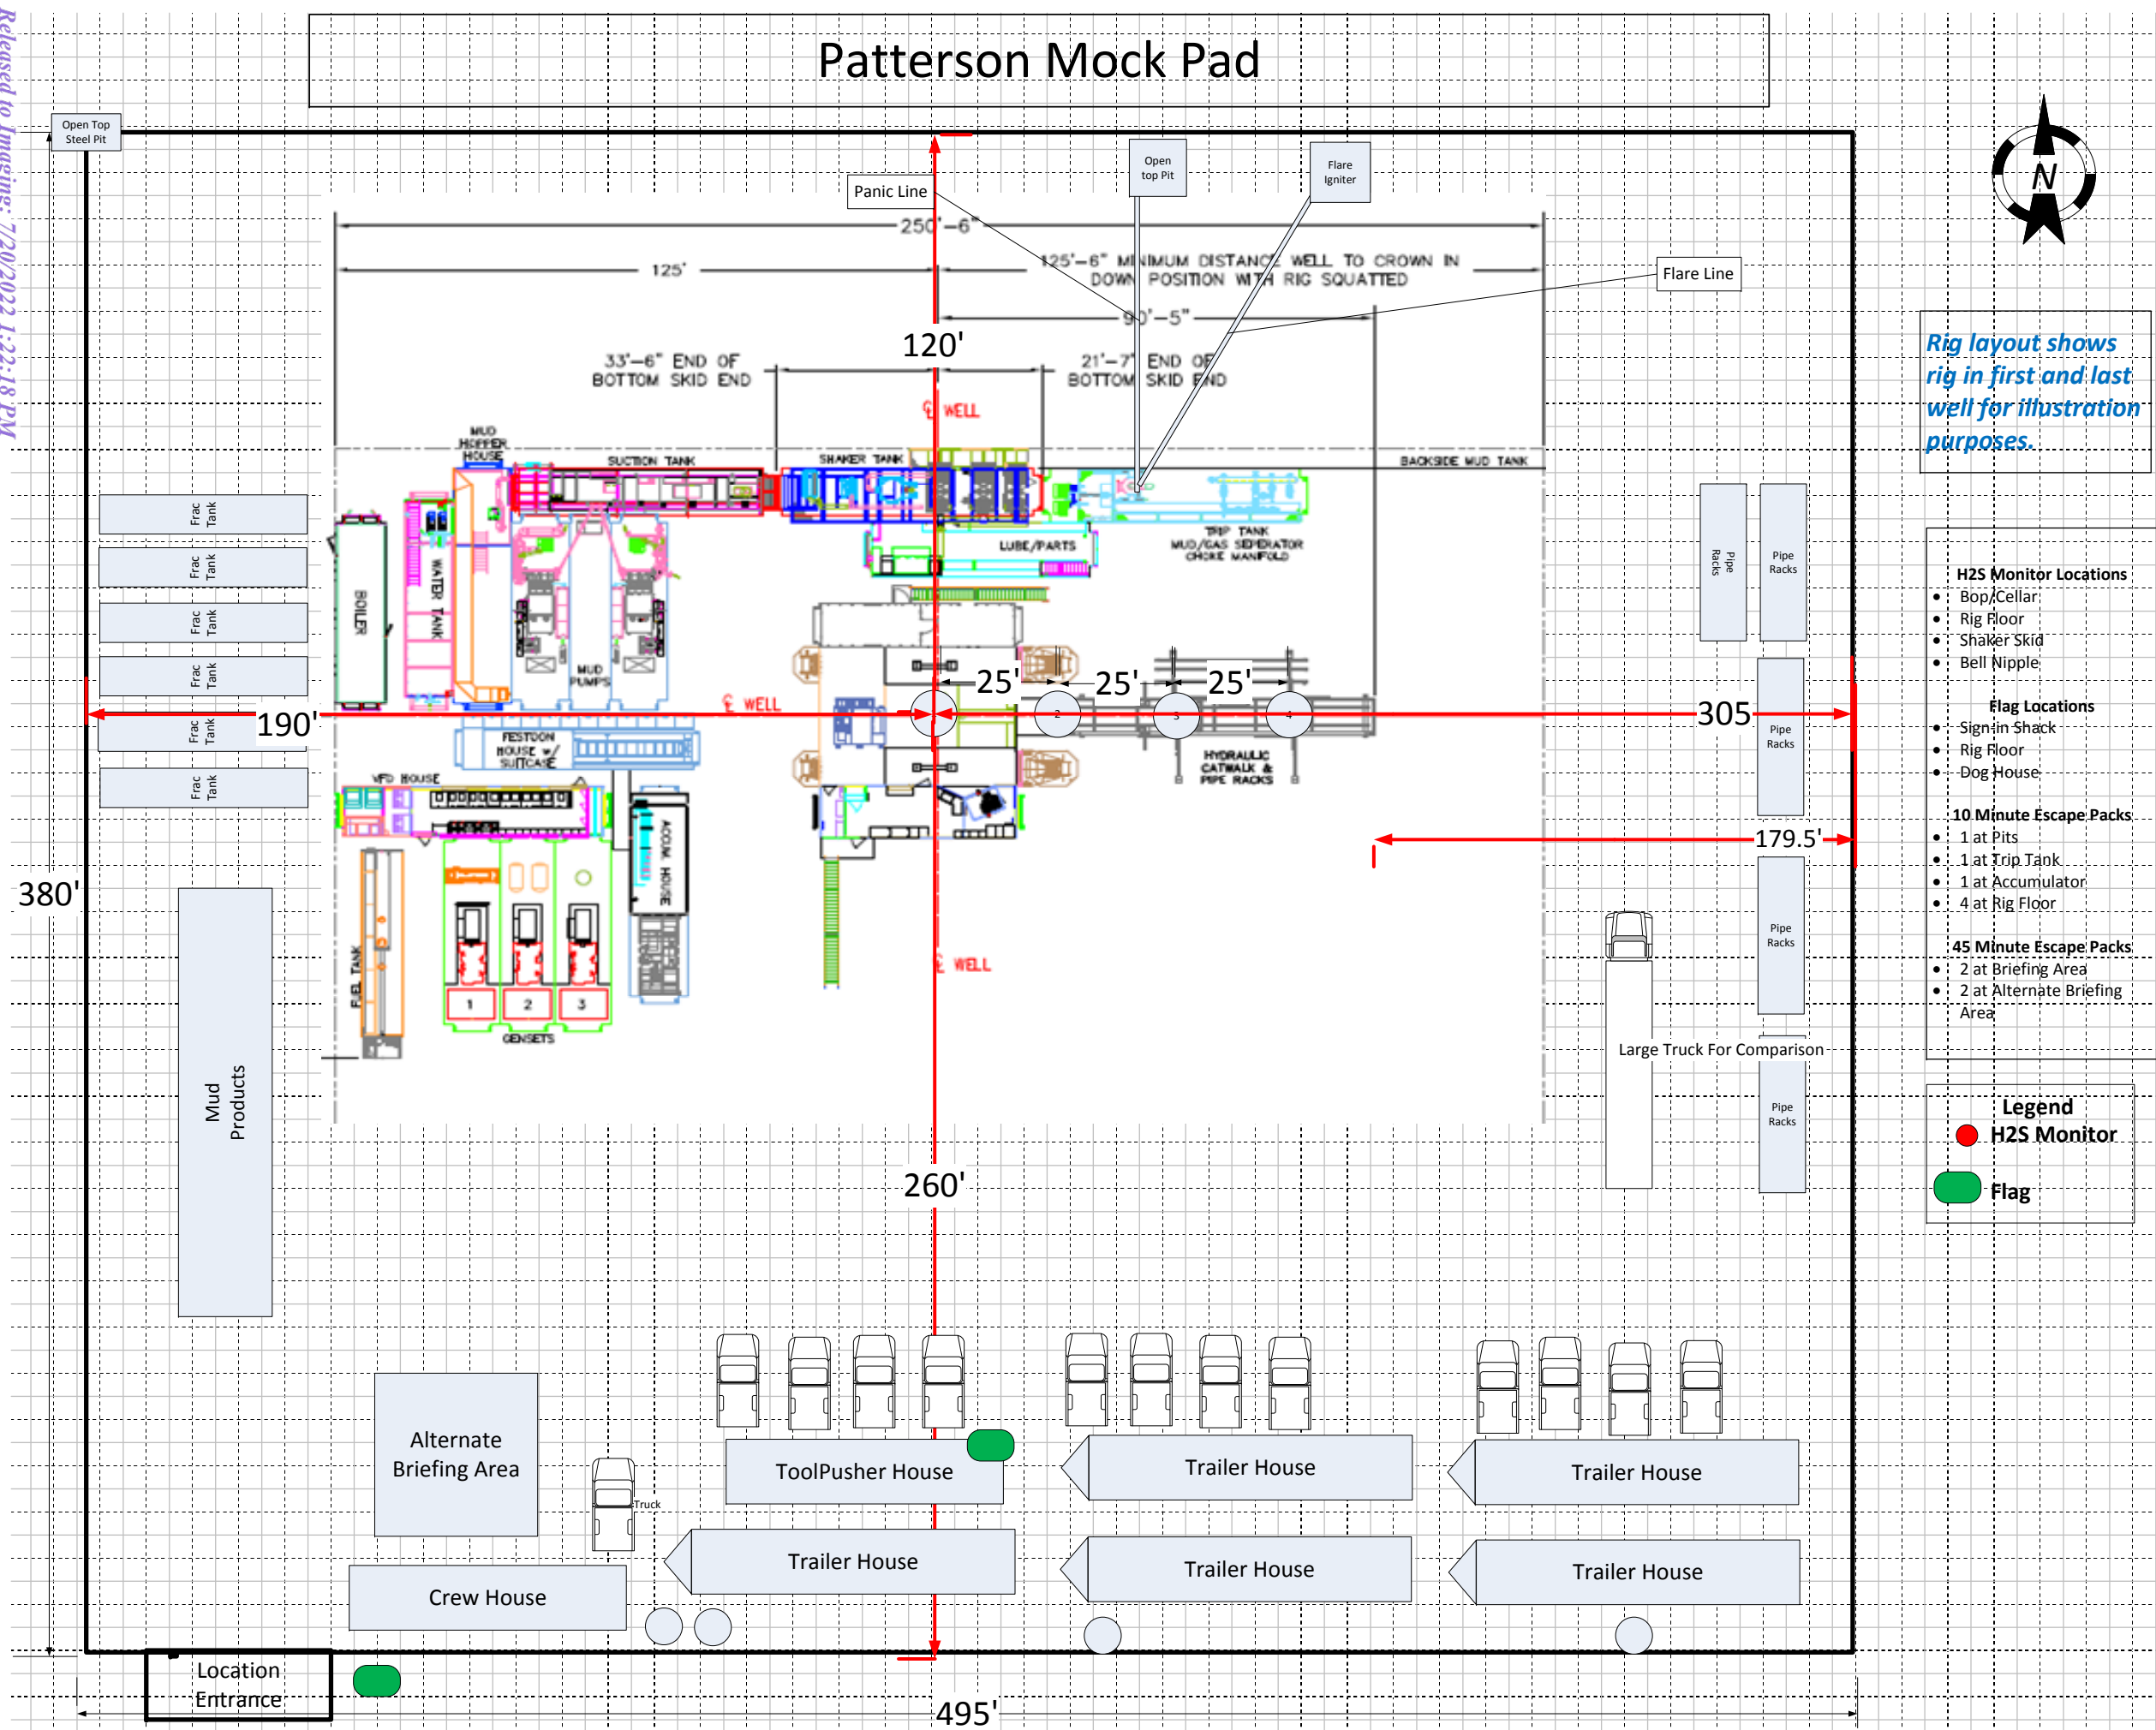 Released to Imaging: 7/20/2022 1:22:18 PM
Patterson Mock Pad
Open Top
Steel Pit
Panic Line
Open
top Pit
Flare
Igniter
Flare Line
N
250'-6"
125'
125'-6" MINIMUM DISTANCE WELL TO CROWN IN
DOWN POSITION WITH RIG SQUATTED
90'-5"
120'
33'-6" END OF
BOTTOM SKID END
21'-7" END OF
BOTTOM SKID END
℄ WELL
Rig layout shows
rig in first and last
well for illustration
purposes.
MUD
HOPPER
HOUSE
SUCTION TANK
SHAKER TANK
BACKSIDE MUD TANK
Frac
Tank
Frac
Tank
Frac
Tank
Frac
Tank
Frac
Tank
Frac
Tank
BOILER
WATER TANK
MUD
PUMPS
LUBE/PARTS
TRIP TANK
MUD/GAS SEPERATOR
CHOKE MANIFOLD
Pipe
Racks
Pipe
Racks
Pipe
Racks
Pipe
Racks
Pipe
Racks
H2S Monitor Locations
• Bop/Cellar
• Rig Floor
• Shaker Skid
• Bell Nipple
Flag Locations
• Sign-in Shack
• Rig Floor
• Dog House
10 Minute Escape Packs
• 1 at Pits
• 1 at Trip Tank
• 1 at Accumulator
• 4 at Rig Floor
45 Minute Escape Packs
• 2 at Briefing Area
• 2 at Alternate Briefing
Area
Legend
H2S Monitor
Flag
25'
25'
25'
190'
℄ WELL
2
3
4
305
FESTOON
HOUSE w/
SUITCASE
HYDRAULIC
CATWALK &
PIPE RACKS
VFD HOUSE
ACCUM. HOUSE
179.5'
380'
FUEL TANK
1
2
3
GENSETS
℄ WELL
Large Truck For Comparison
Mud
Products
260'
Alternate
Briefing Area
Truck
ToolPusher House
Trailer House
Trailer House
Crew House
Trailer House
Trailer House
Trailer House
Location
Entrance
495'